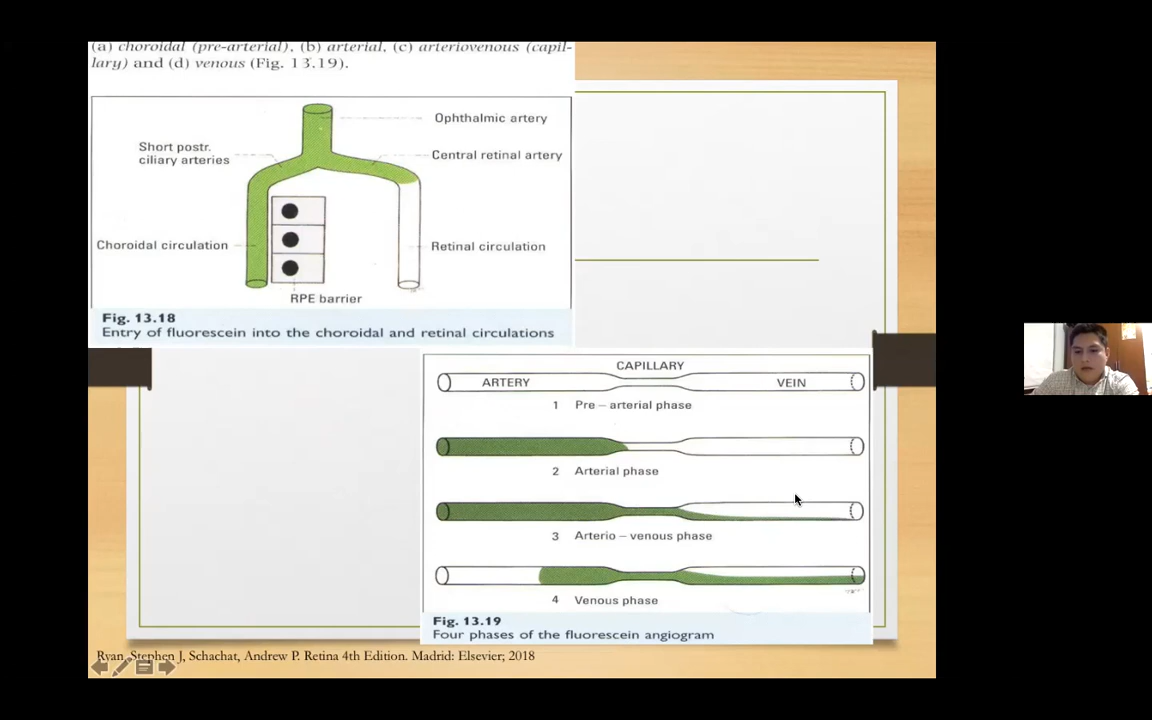 (a) choroidal (pre-arterial), (b) arterial, (c) arteriovenous (capil-
lary) and (d) venous (Fig. 13.19).
Ophthalmic artery
Short postr.
ciliary arteries
Central retinal artery
Choroidal circulation
Retinal circulation
RPE barrier
Fig. 13.18
Entry of fluorescein into the choroidal and retinal circulations
CAPILLARY
ARTERY
VEIN
1 Pre – arterial phase
2 Arterial phase
3 Arterio – venous phase
4 Venous phase
Fig. 13.19
Four phases of the fluorescein angiogram
Ryan, Stephen J, Schachat, Andrew P. Retina 4th Edition. Madrid: Elsevier; 2018